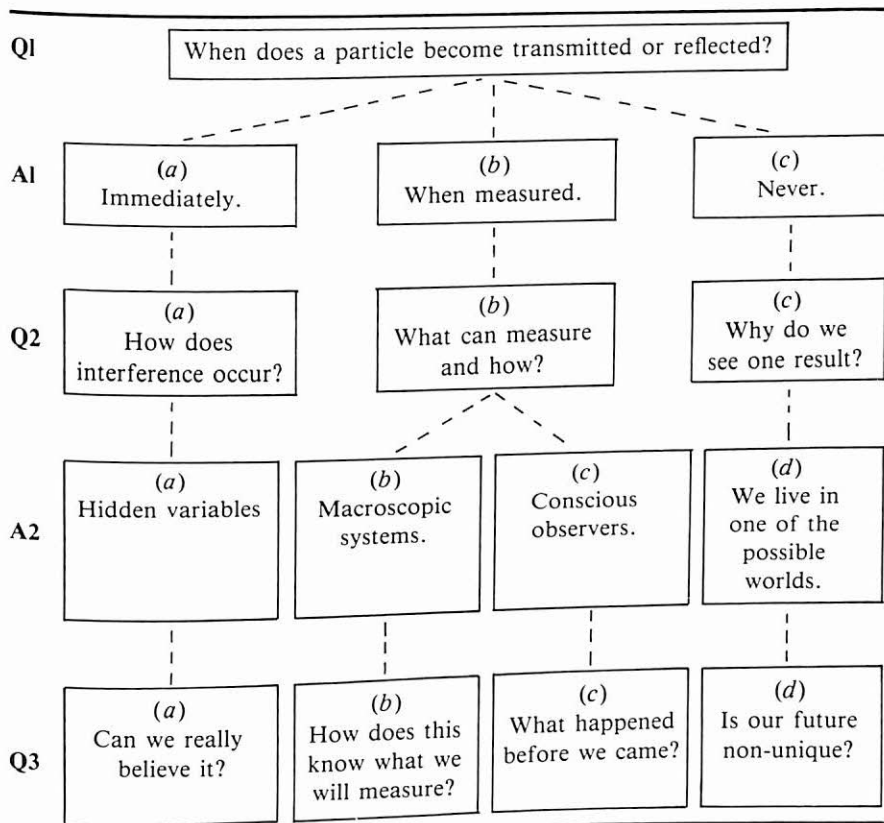 Q1
When does a particle become transmitted or reflected?
A1
(a)
Immediately.
(b)
When measured.
(c)
Never.
Q2
(a)
How does
interference occur?
(b)
What can measure
and how?
(c)
Why do we
see one result?
A2
(a)
Hidden variables
(b)
Macroscopic
systems.
(c)
Conscious
observers.
(d)
We live in
one of the
possible
worlds.
Q3
(a)
Can we really
believe it?
(b)
How does this
know what we
will measure?
(c)
What happened
before we came?
(d)
Is our future
non-unique?